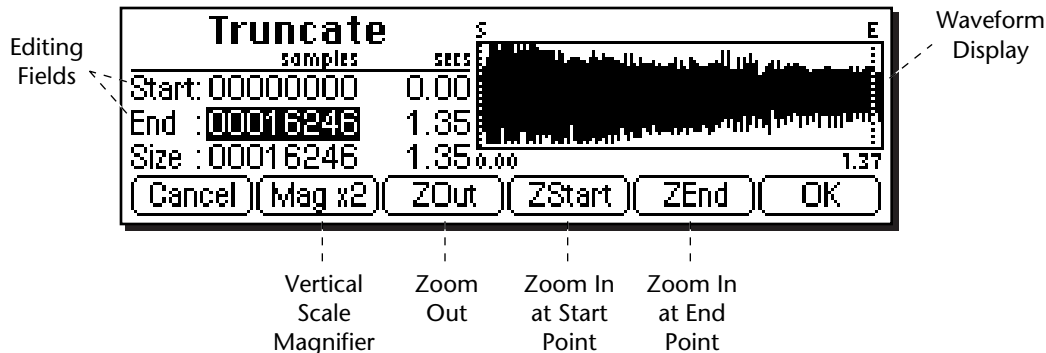 Truncate
samples secs
Start: 00000000 0.00
End : 00016246 1.35
Size : 00016246 1.35
S E
0.00 1.37
Cancel Mag x2 ZOut ZStart ZEnd OK
Editing
Fields
Waveform
Display
Vertical
Scale
Magnifier
Zoom
Out
Zoom In
at Start
Point
Zoom In
at End
Point